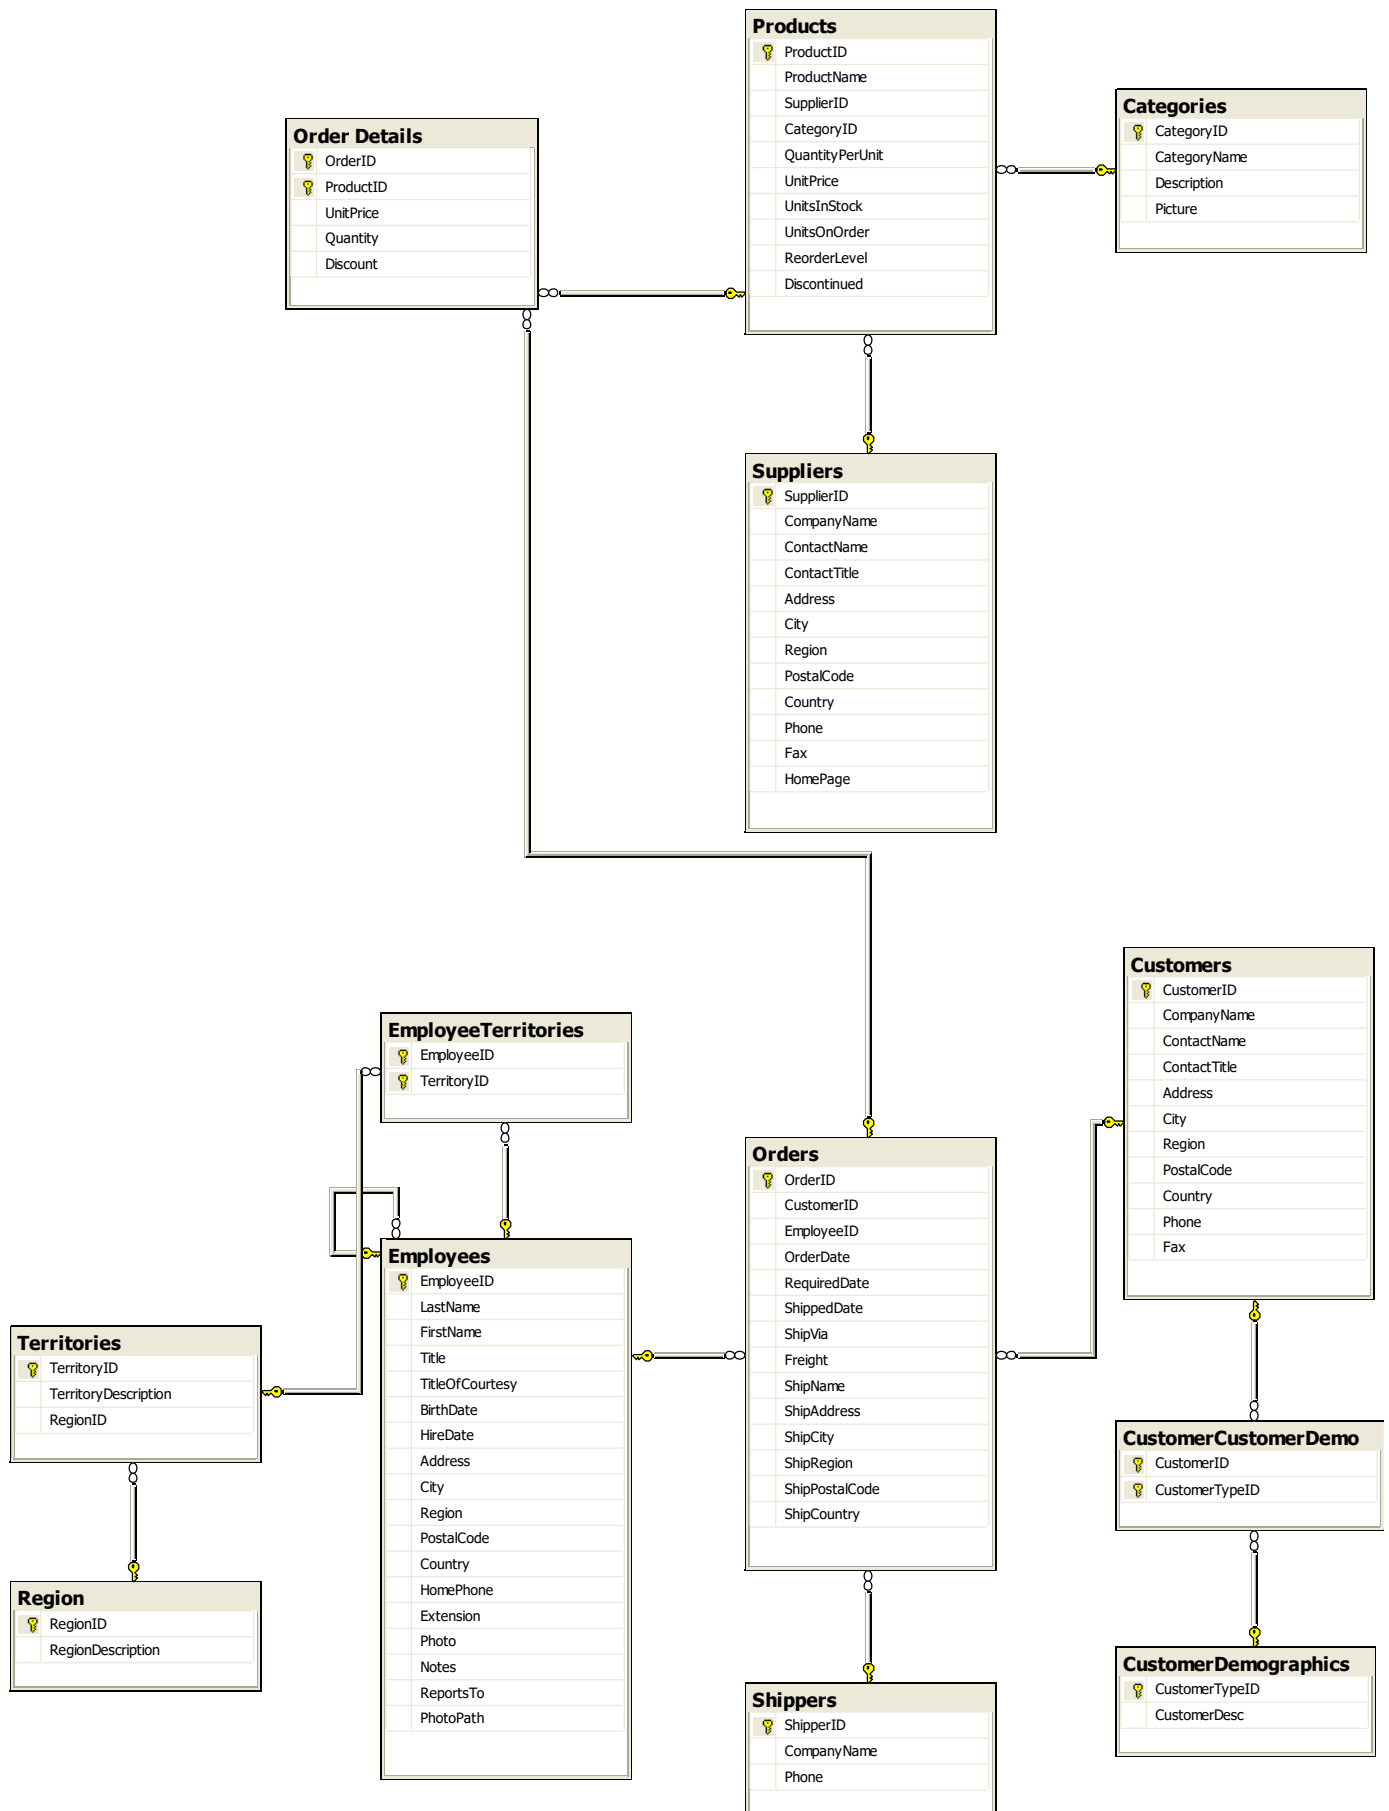 Products
ProductID
ProductName
SupplierID
CategoryID
QuantityPerUnit
UnitPrice
UnitsInStock
UnitsOnOrder
ReorderLevel
Discontinued
Categories
CategoryID
CategoryName
Description
Picture
Order Details
OrderID
ProductID
UnitPrice
Quantity
Discount
Suppliers
SupplierID
CompanyName
ContactName
ContactTitle
Address
City
Region
PostalCode
Country
Phone
Fax
HomePage
Customers
CustomerID
CompanyName
ContactName
ContactTitle
Address
City
Region
PostalCode
Country
Phone
Fax
EmployeeTerritories
EmployeeID
TerritoryID
Orders
OrderID
CustomerID
EmployeeID
OrderDate
RequiredDate
ShippedDate
ShipVia
Freight
ShipName
ShipAddress
ShipCity
ShipRegion
ShipPostalCode
ShipCountry
Employees
EmployeeID
LastName
FirstName
Title
TitleOfCourtesy
BirthDate
HireDate
Address
City
Region
PostalCode
Country
HomePhone
Extension
Photo
Notes
ReportsTo
PhotoPath
Territories
TerritoryID
TerritoryDescription
RegionID
CustomerCustomerDemo
CustomerID
CustomerTypeID
Region
RegionID
RegionDescription
CustomerDemographics
CustomerTypeID
CustomerDesc
Shippers
ShipperID
CompanyName
Phone